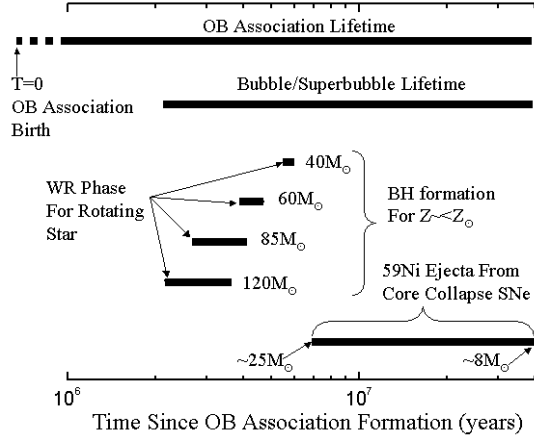 OB Association Lifetime
T=0
OB Association
Birth
Bubble/Superbubble Lifetime
WR Phase
For Rotating
Star
40M⊙
60M⊙
85M⊙
120M⊙
BH formation
For Z~<Z⊙
59Ni Ejecta From
Core Collapse SNe
~25M⊙
~8M⊙
10⁶
10⁷
Time Since OB Association Formation (years)